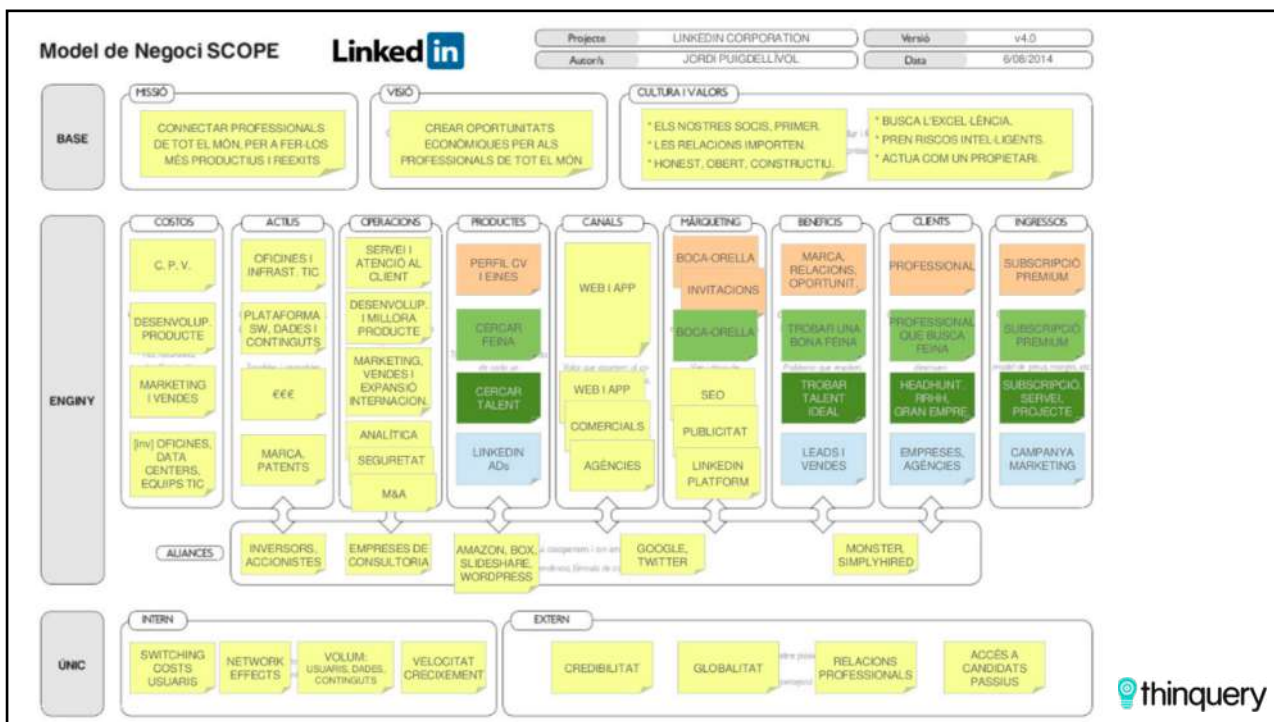 Model de Negoci SCOPE
Linked in
Projecte
LINKEDIN CORPORATION
Versió
v4.0
Autor/s
JORDI PUIGDELLÍVOL
Data
6/08/2014
BASE
MISSIÓ
CONNECTAR PROFESSIONALS
DE TOT EL MÓN, PER A FER-LOS
MÉS PRODUCTIUS I REEXITS
VISIÓ
CREAR OPORTUNITATS
ECONÒMIQUES PER ALS
PROFESSIONALS DE TOT EL MÓN
CULTURA I VALORS
* ELS NOSTRES SOCIS, PRIMER.
* LES RELACIONS IMPORTEN.
* HONEST, OBERT, CONSTRUCTIU.
* BUSCA L'EXCEL·LÈNCIA.
* PREN RISCOS INTEL·LIGENTS.
* ACTUA COM UN PROPIETARI.
ENGINY
COSTOS
C. P. V.
DESENVOLUP.
PRODUCTE
MARKETING
I VENDES
[inv] OFICINES,
DATA
CENTERS,
EQUIPS TIC
ACTIUS
OFICINES I
INFRAST. TIC
PLATAFORMA
SW, DADES I
CONTINGUTS
€€€
MARCA,
PATENTS
OPERACIONS
SERVEI I
ATENCIÓ AL
CLIENT
DESENVOLUP.
I MILLORA
PRODUCTE
MARKETING,
VENDES I
EXPANSIÓ
INTERNACION.
ANALÍTICA
SEGURETAT
M&A
PRODUCTES
PERFIL CV
I EINES
CERCAR
FEINA
CERCAR
TALENT
LINKEDIN
ADs
CANALS
WEB I APP
WEB I APP
COMERCIALS
AGÈNCIES
MÀRQUETING
BOCA-ORELLA
INVITACIONS
BOCA-ORELLA
SEO
PUBLICITAT
LINKEDIN
PLATFORM
BENEFICIS
MARCA,
RELACIONS,
OPORTUNIT.
TROBAR UNA
BONA FEINA
TROBAR
TALENT
IDEAL
LEADS I
VENDES
CLIENTS
PROFESSIONAL
PROFESSIONAL
QUE BUSCA
FEINA
HEADHUNT.
RRHH,
GRAN EMPRE.
EMPRESES,
AGÈNCIES
INGRESSOS
SUBSCRIPCIÓ
PREMIUM
SUBSCRIPCIÓ
PREMIUM
SUBSCRIPCIÓ,
SERVEI,
PROJECTE
CAMPANYA
MARKETING
ALIANCES
INVERSORS,
ACCIONISTES
EMPRESES DE
CONSULTORIA
AMAZON, BOX,
SLIDESHARE,
WORDPRESS
GOOGLE,
TWITTER
MONSTER,
SIMPLYHIRED
ÚNIC
INTERN
SWITCHING
COSTS
USUARIS
NETWORK
EFFECTS
VOLUM:
USUARIS, DADES,
CONTINGUTS
VELOCITAT
CREIXEMENT
EXTERN
CREDIBILITAT
GLOBALITAT
RELACIONS
PROFESSIONALS
ACCÉS A
CANDIDATS
PASSIUS
thinquery